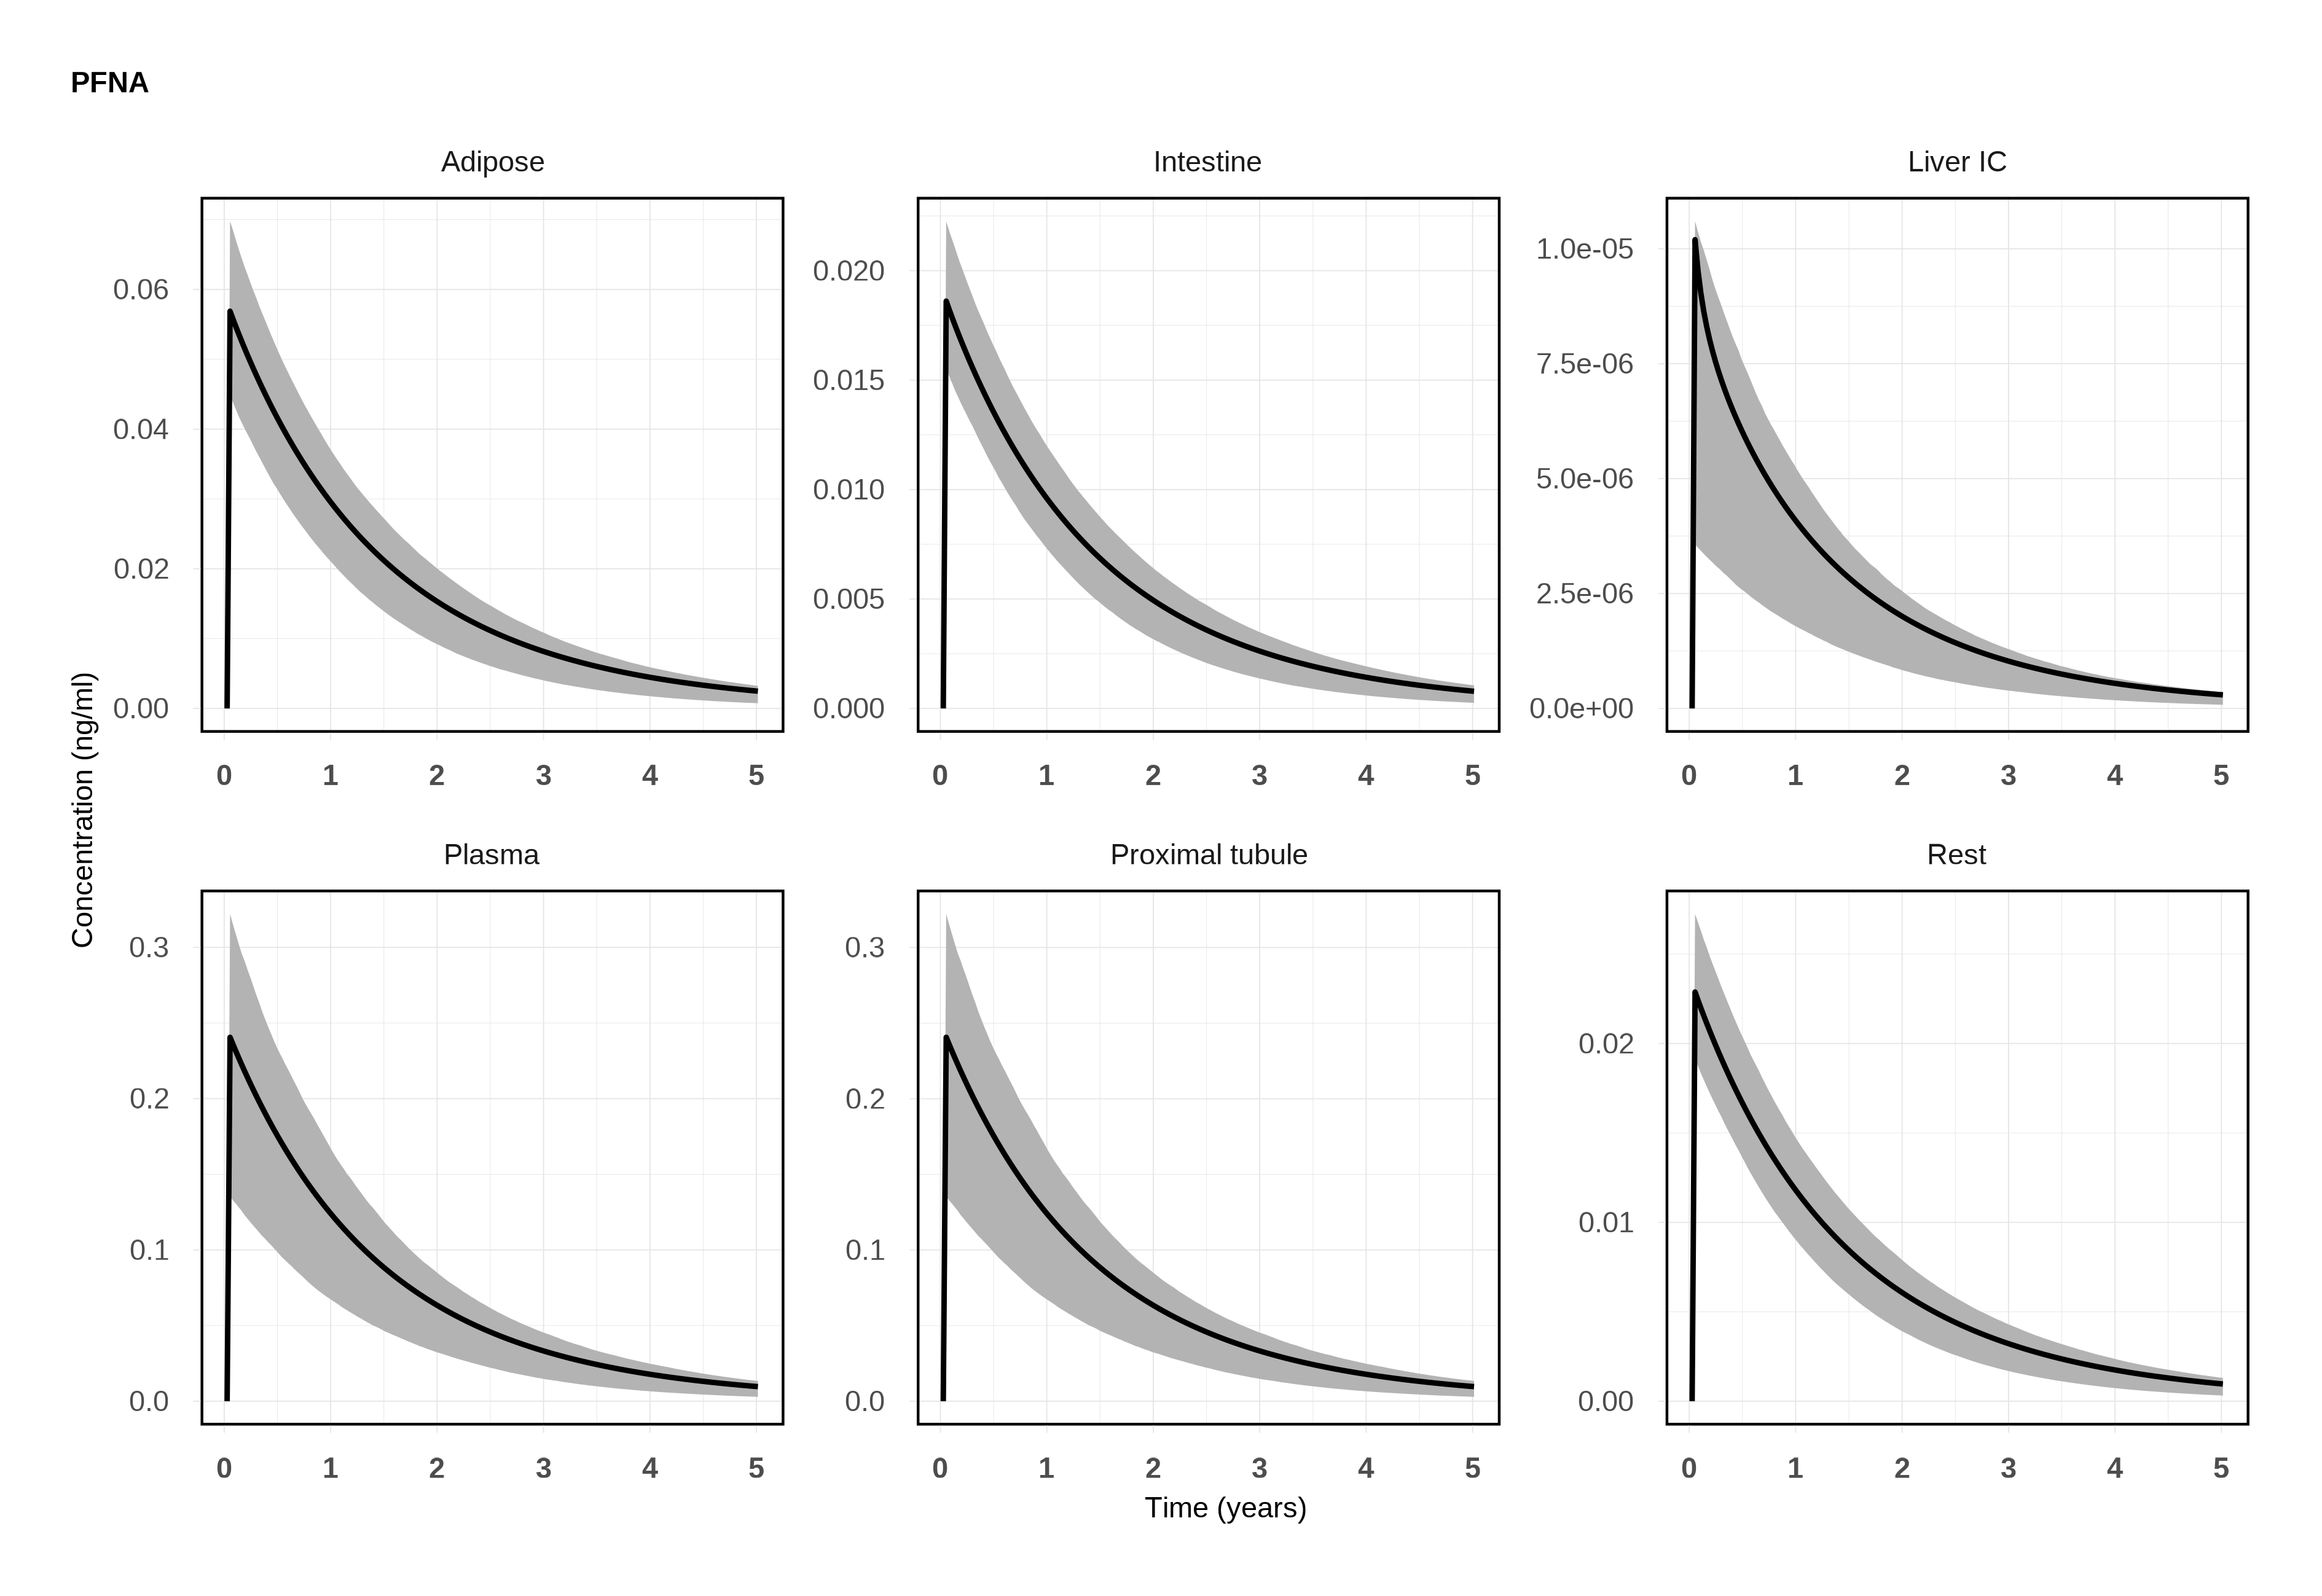 PFNA
Adipose
Intestine
Liver IC
0.06
0.04
0.02
0.00
0.020
0.015
0.010
0.005
0.000
1.0e-05
7.5e-06
5.0e-06
2.5e-06
0.0e+00
0 1 2 3 4 5
0 1 2 3 4 5
0 1 2 3 4 5
Concentration (ng/ml)
Plasma
Proximal tubule
Rest
0.3
0.2
0.1
0.0
0.3
0.2
0.1
0.0
0.02
0.01
0.00
0 1 2 3 4 5
0 1 2 3 4 5
0 1 2 3 4 5
Time (years)